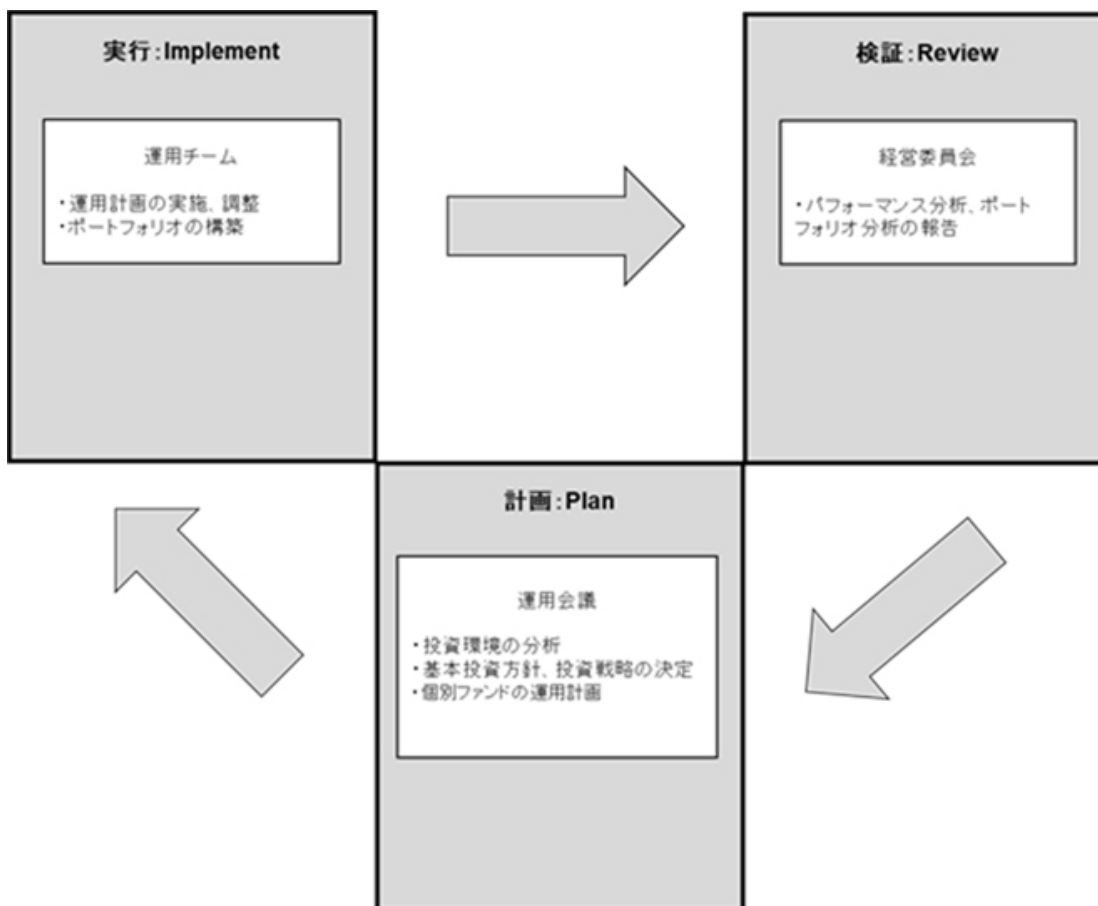 実行:Implement
運用チーム
・運用計画の実施、調整
・ポートフォリオの構築
検証:Review
経営委員会
・パフォーマンス分析、ポート
フォリオ分析の報告
計画:Plan
運用会議
・投資環境の分析
・基本投資方針、投資戦略の決定
・個別ファンドの運用計画